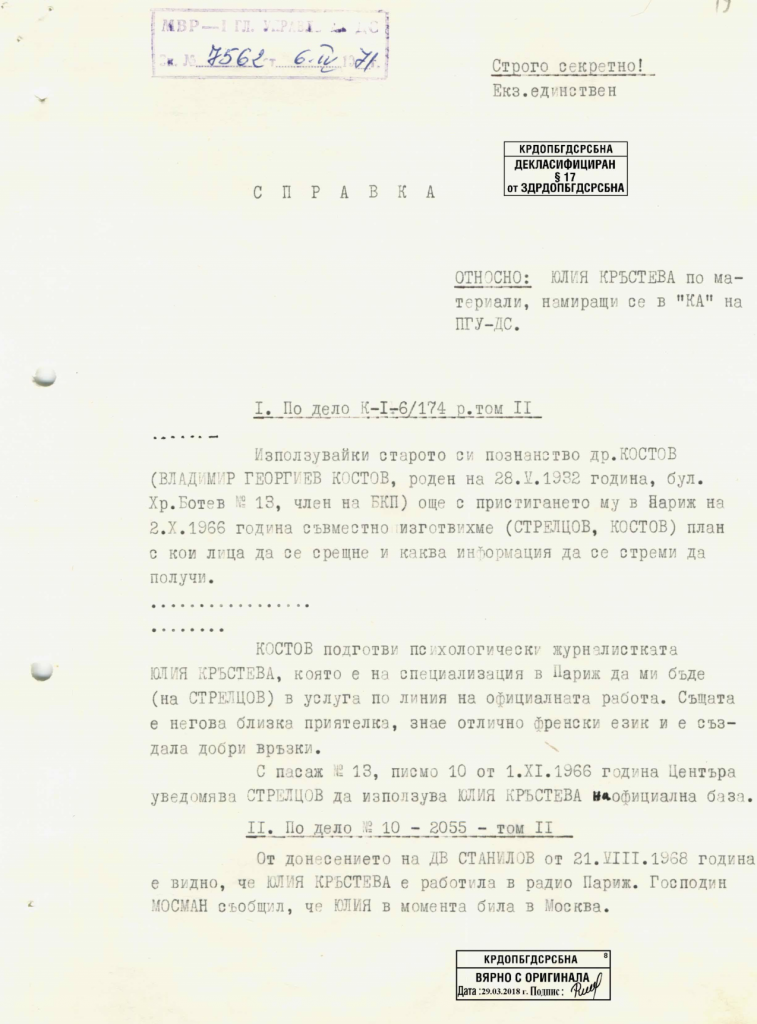 19
МВР—I ГЛ. УПРАВЛ. ДС
7562 6.IV 1971 г.
Строго секретно!
Екз.единствен
КРДОПБГДСРСБНА
ДЕКЛАСИФИЦИРАН
§ 17
от ЗДРДОПБГДСРСБНА
С П Р А В К А
ОТНОСНО: ЮЛИЯ КРЪСТЕВА по ма-
териали, намиращи се в "КА" на
ПГУ-ДС.
I. По дело К-I-6/174 р.том II
.......
Използувайки старото си познанство др.КОСТОВ
(ВЛАДИМИР ГЕОРГИЕВ КОСТОВ, роден на 28.V.1932 година, бул.
Хр.Ботев № 13, член на БКП) още с пристигането му в Париж на
2.X.1966 година съвместно изготвихме (СТРЕЛЦОВ, КОСТОВ) план
с кои лица да се срещне и каква информация да се стреми да
получи.
.................
........
КОСТОВ подготви психологически журналистката
ЮЛИЯ КРЪСТЕВА, която е на специализация в Париж да ми бъде
(на СТРЕЛЦОВ) в услуга по линия на официалната работа. Същата
е негова близка приятелка, знае отлично френски език и е съз-
дала добри връзки.
С пасаж № 13, писмо 10 от 1.XI.1966 година Центъра
уведомява СТРЕЛЦОВ да използува ЮЛИЯ КРЪСТЕВА на официална база.
II. По дело № 10 - 2055 - том II
От донесението на ДВ СТАНИЛОВ от 21.VIII.1968 година
е видно, че ЮЛИЯ КРЪСТЕВА е работила в радио Париж. Господин
МОСМАН съобщил, че ЮЛИЯ в момента била в Москва.
КРДОПБГДСРСБНА 8
ВЯРНО С ОРИГИНАЛА
Дата :29.03.2018 г. Подпис :